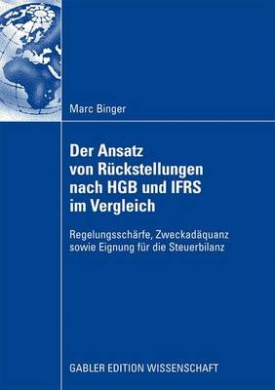 Marc Binger
Der Ansatz
von Rückstellungen
nach HGB und IFRS
im Vergleich
Regelungsschärfe, Zweckadäquanz
sowie Eignung für die Steuerbilanz
GABLER EDITION WISSENSCHAFT